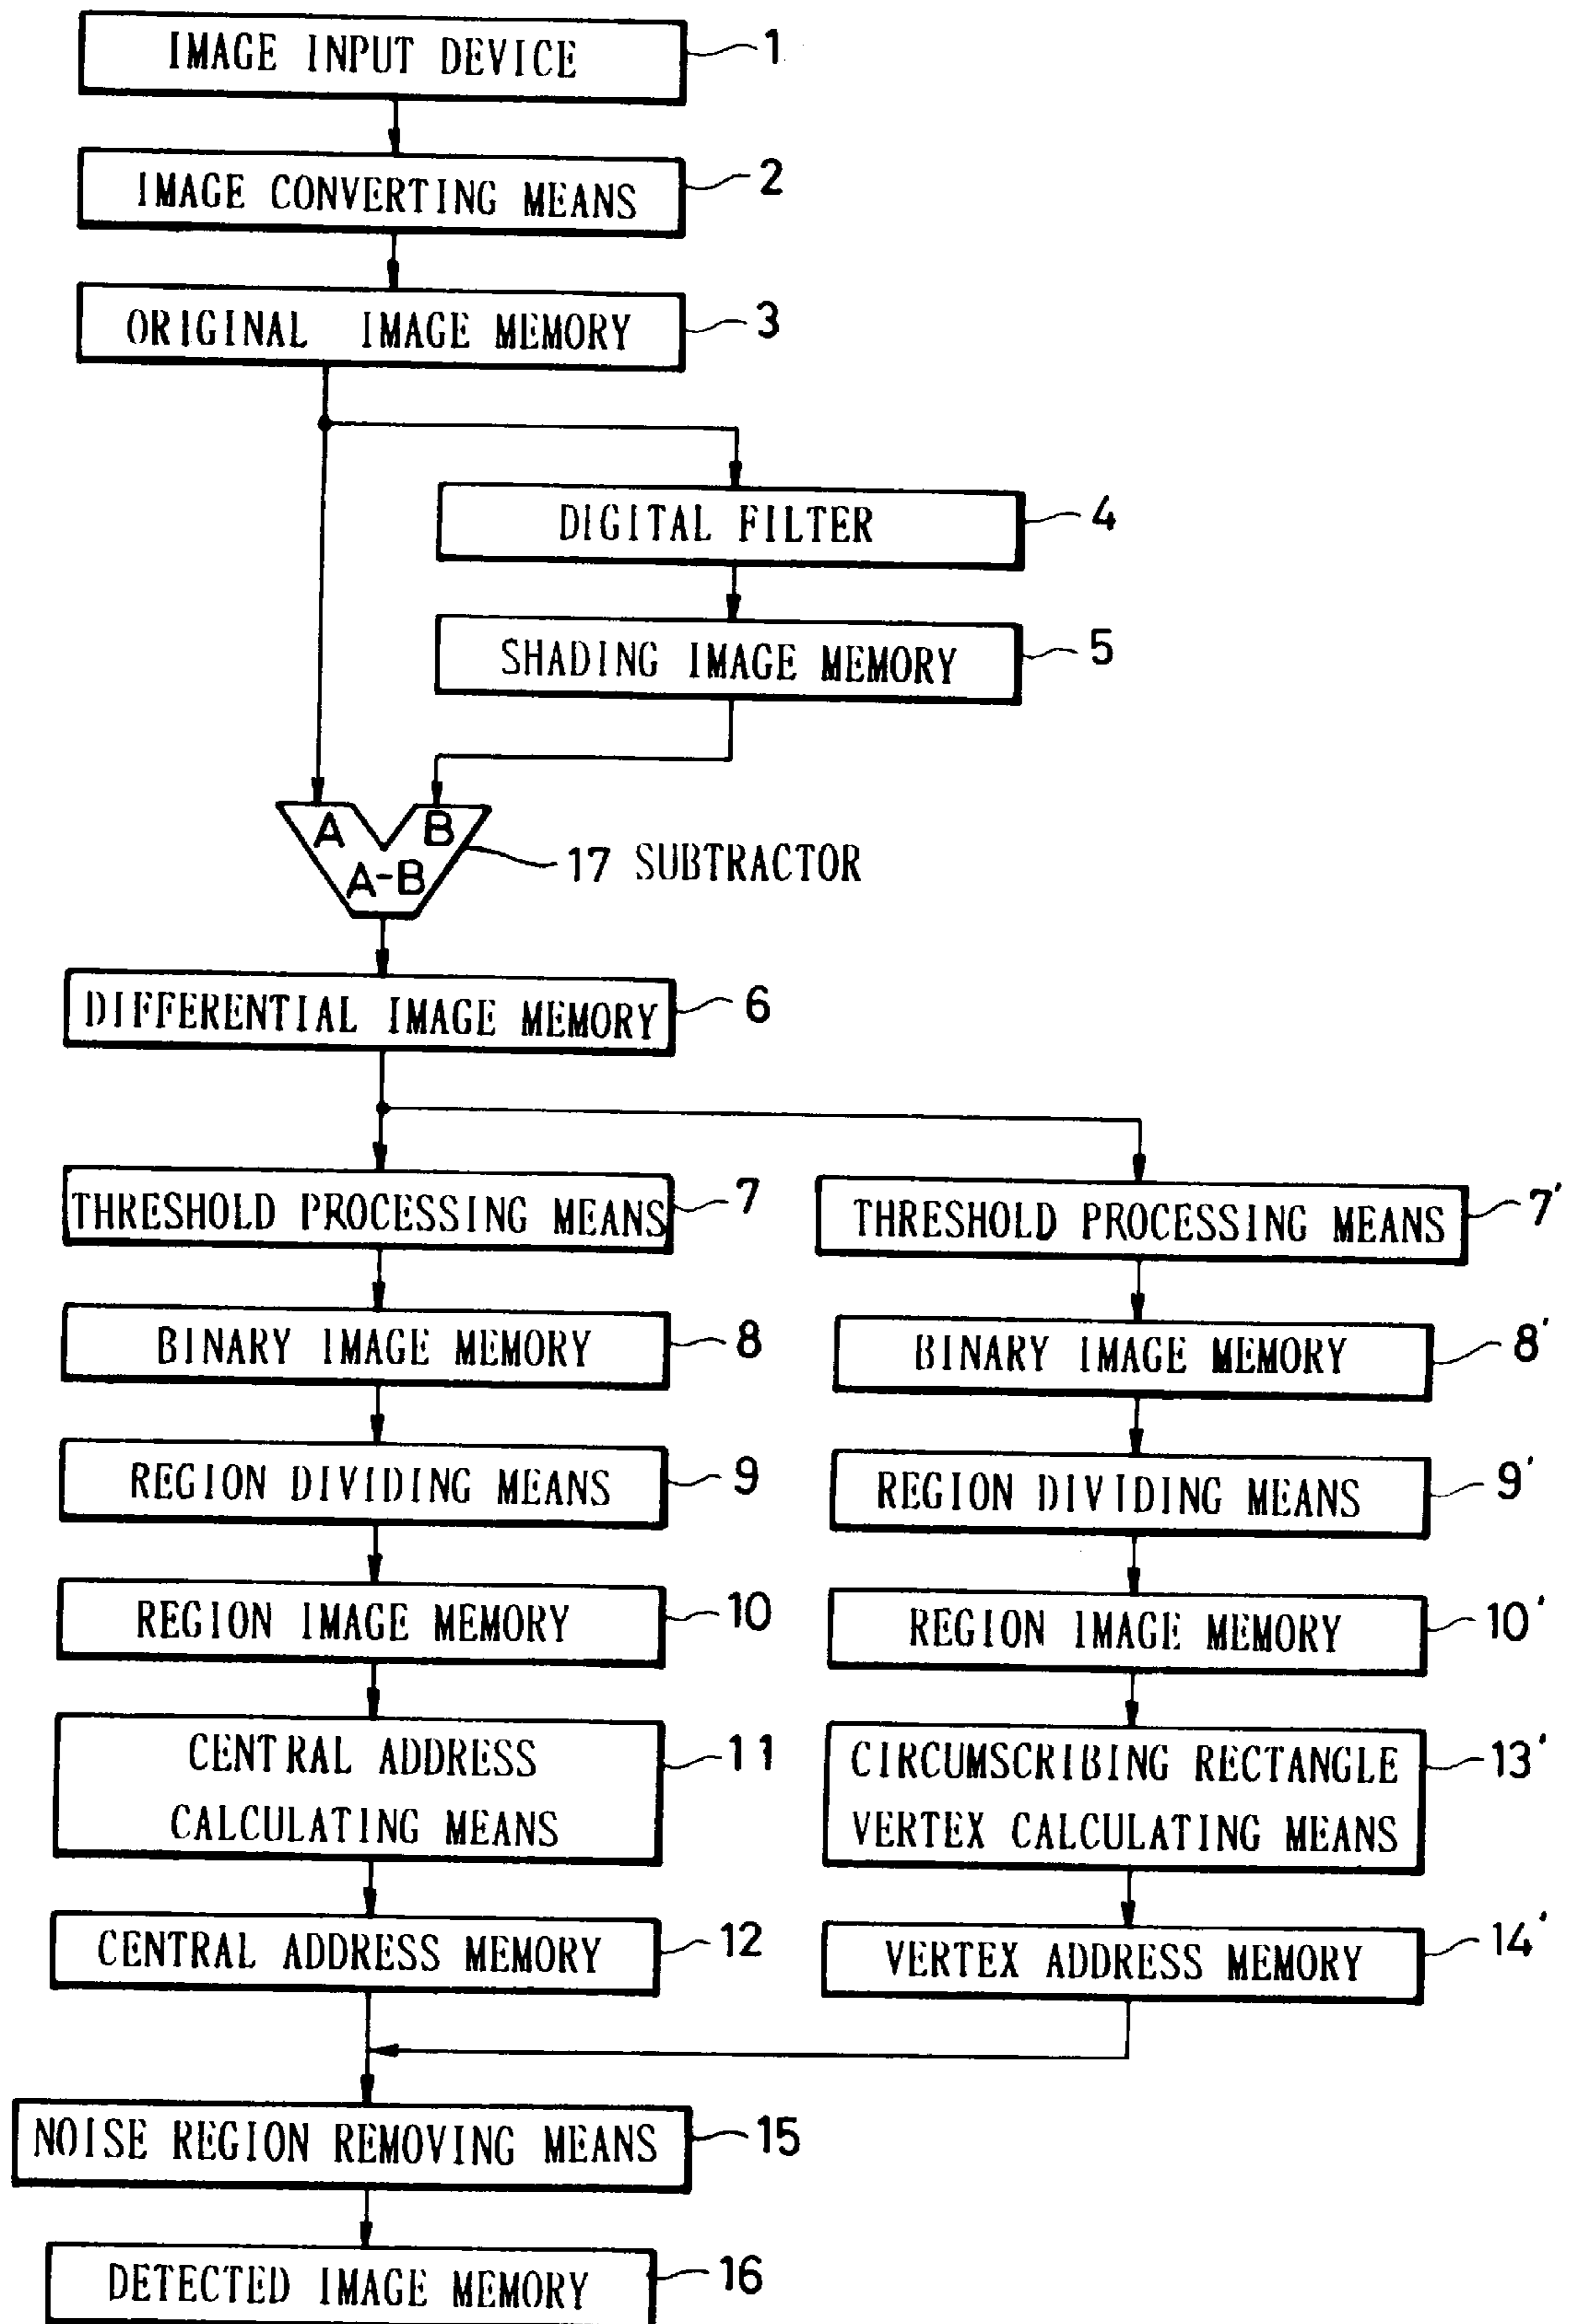 IMAGE INPUT DEVICE 1
IMAGE CONVERTING MEANS 2
ORIGINAL IMAGE MEMORY 3
DIGITAL FILTER 4
SHADING IMAGE MEMORY 5
A B
A-B
17 SUBTRACTOR
DIFFERENTIAL IMAGE MEMORY 6
THRESHOLD PROCESSING MEANS 7
THRESHOLD PROCESSING MEANS 7'
BINARY IMAGE MEMORY 8
BINARY IMAGE MEMORY 8'
REGION DIVIDING MEANS 9
REGION DIVIDING MEANS 9'
REGION IMAGE MEMORY 10
REGION IMAGE MEMORY 10'
CENTRAL ADDRESS
CALCULATING MEANS
11
CIRCUMSCRIBING RECTANGLE
VERTEX CALCULATING MEANS
13'
CENTRAL ADDRESS MEMORY 12
VERTEX ADDRESS MEMORY 14'
NOISE REGION REMOVING MEANS 15
DETECTED IMAGE MEMORY 16